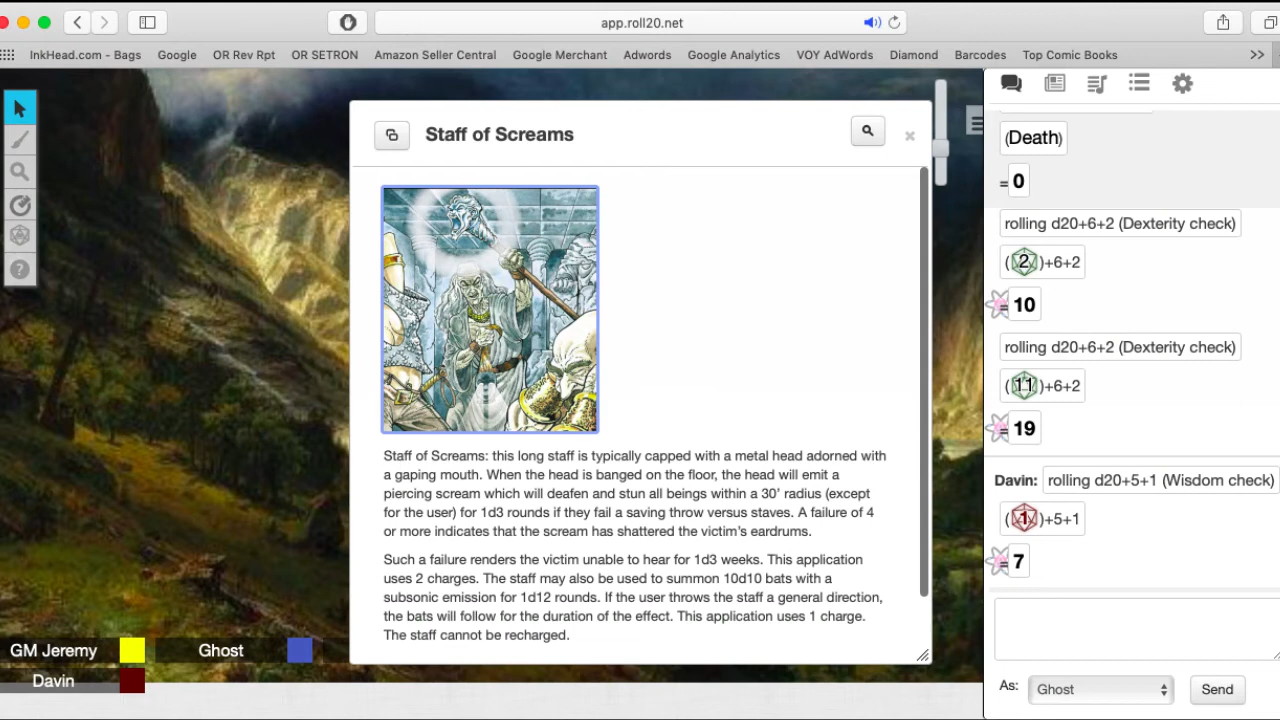 app.roll20.net
InkHead.com - Bags Google OR Rev Rpt OR SETRON Amazon Seller Central Google Merchant Adwords Google Analytics VOY AdWords Diamond Barcodes Top Comic Books >>
Staff of Screams
Staff of Screams: this long staff is typically capped with a metal head adorned with
a gaping mouth. When the head is banged on the floor, the head will emit a
piercing scream which will deafen and stun all beings within a 30’ radius (except
for the user) for 1d3 rounds if they fail a saving throw versus staves. A failure of 4
or more indicates that the scream has shattered the victim’s eardrums.
Such a failure renders the victim unable to hear for 1d3 weeks. This application
uses 2 charges. The staff may also be used to summon 10d10 bats with a
subsonic emission for 1d12 rounds. If the user throws the staff a general direction,
the bats will follow for the duration of the effect. This application uses 1 charge.
The staff cannot be recharged.
GM Jeremy Ghost
Davin
(Death)
=0
rolling d20+6+2 (Dexterity check)
(2)+6+2
=10
rolling d20+6+2 (Dexterity check)
(11)+6+2
=19
Davin: rolling d20+5+1 (Wisdom check)
(1)+5+1
=7
As: Ghost Send